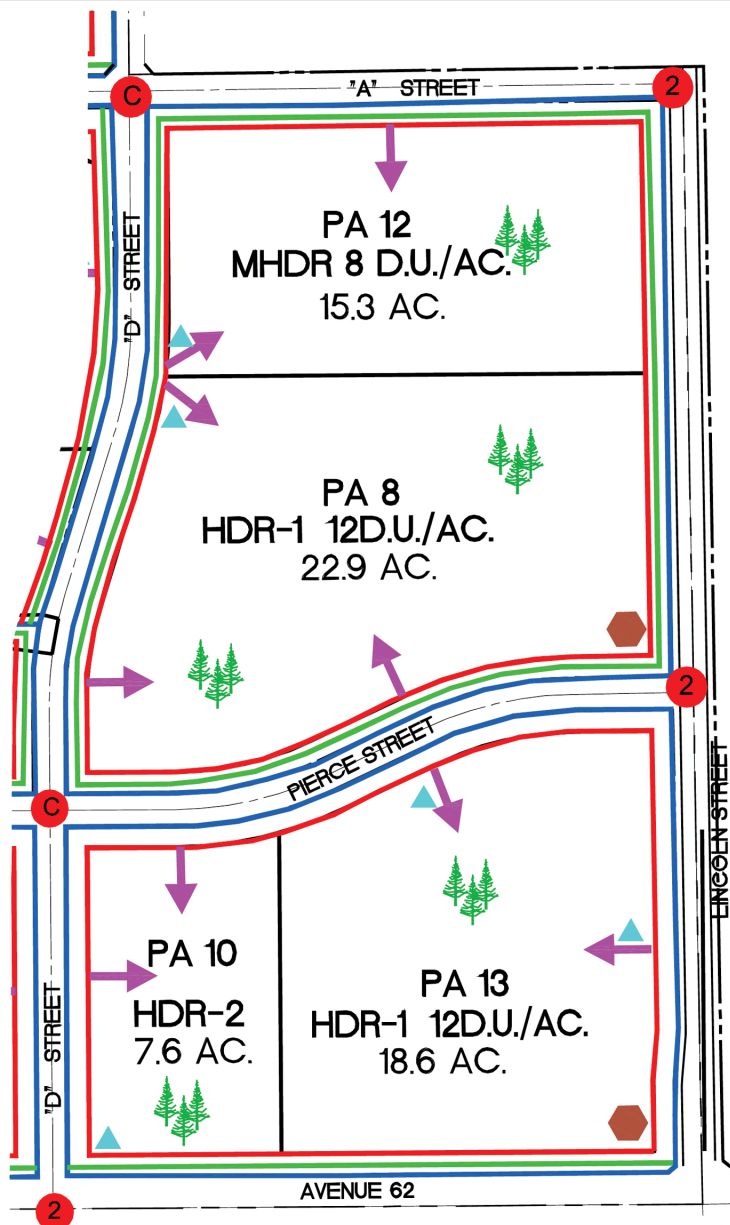 C
"A" STREET
2
"D" STREET
PA 12
MHDR 8 D.U./AC.
15.3 AC.
PA 8
HDR-1 12D.U./AC.
22.9 AC.
2
PIERCE STREET
C
LINCOLN STREET
PA 10
HDR-2
7.6 AC.
PA 13
HDR-1 12D.U./AC.
18.6 AC.
"D" STREET
AVENUE 62
2